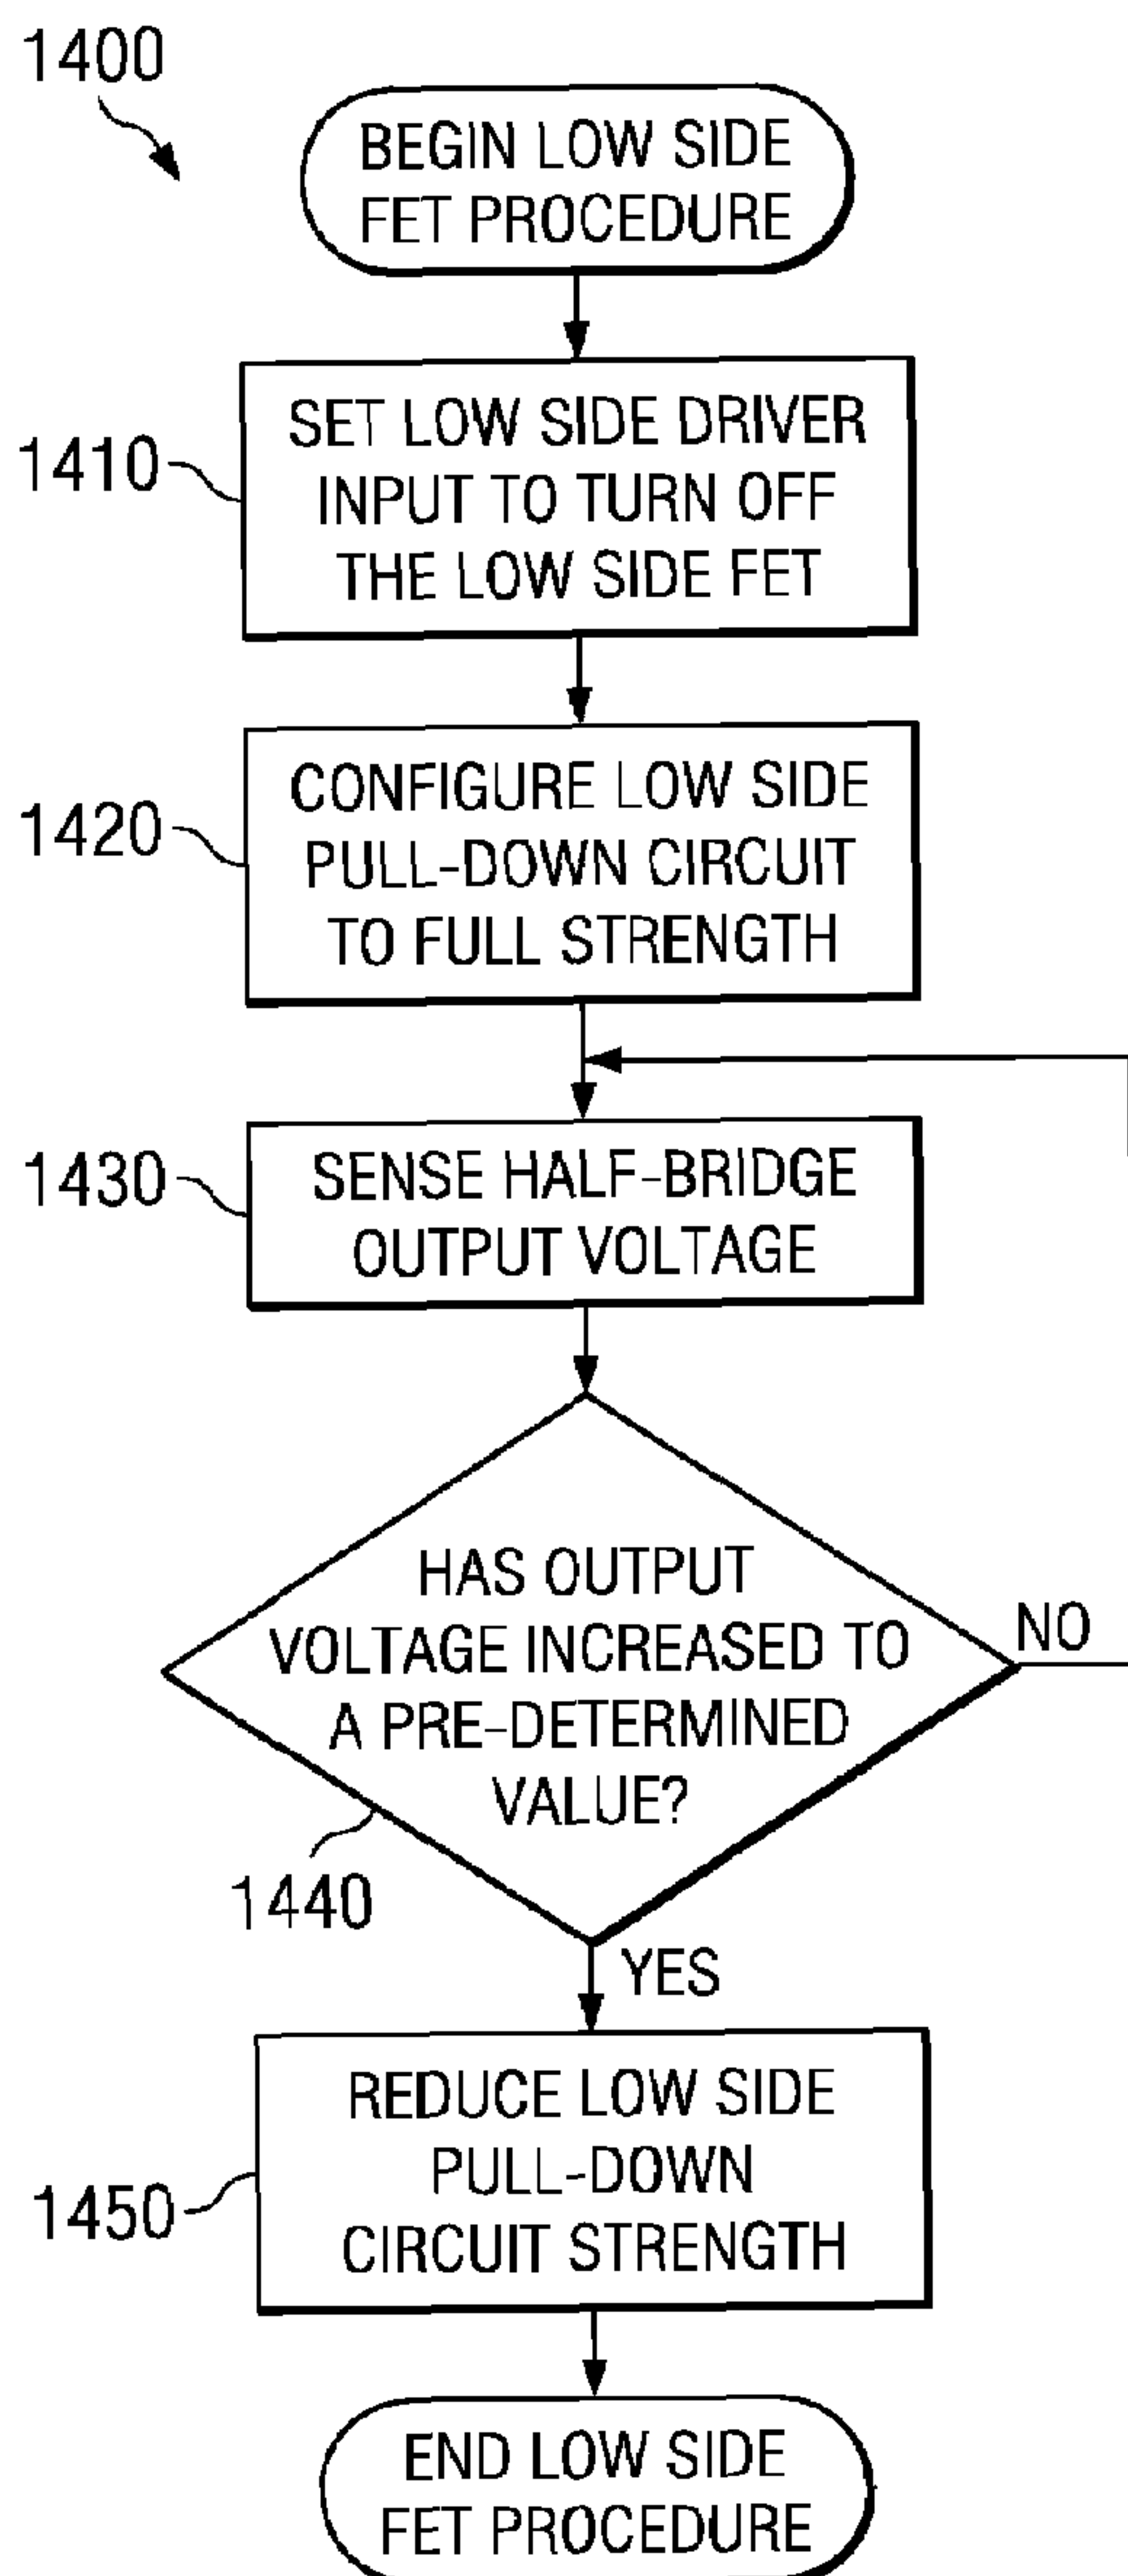 1400
BEGIN LOW SIDE
FET PROCEDURE
1410
SET LOW SIDE DRIVER
INPUT TO TURN OFF
THE LOW SIDE FET
1420
CONFIGURE LOW SIDE
PULL-DOWN CIRCUIT
TO FULL STRENGTH
1430
SENSE HALF-BRIDGE
OUTPUT VOLTAGE
HAS OUTPUT
VOLTAGE INCREASED TO
A PRE-DETERMINED
VALUE?
NO
1440
YES
1450
REDUCE LOW SIDE
PULL-DOWN
CIRCUIT STRENGTH
END LOW SIDE
FET PROCEDURE